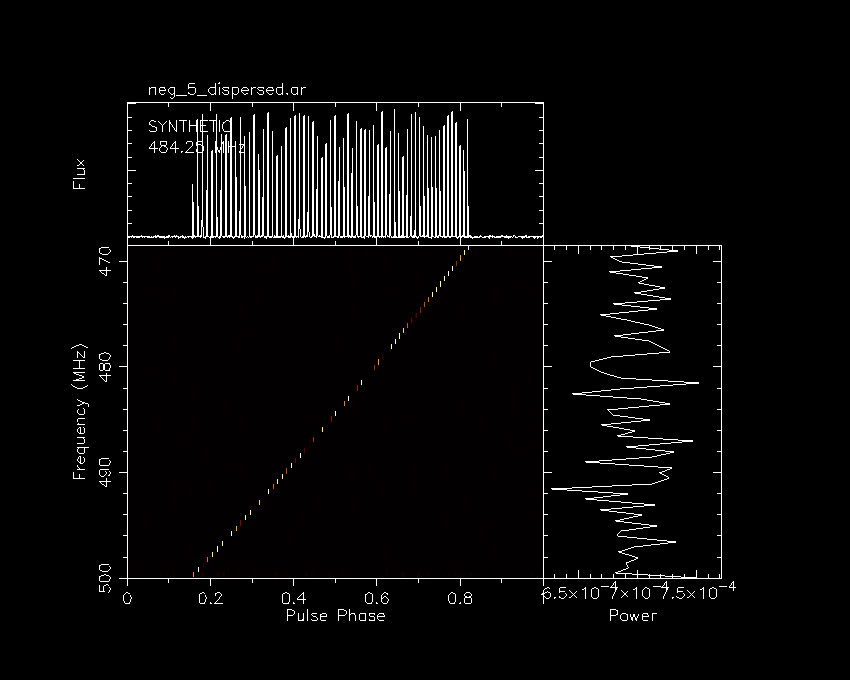 neg_5_dispersed.ar
SYNTHETIC
484.25 MHz
Flux
470
480
490
500
Frequency (MHz)
0
0.2
0.4
0.6
0.8
Pulse Phase
6.5×10⁻⁴
7×10⁻⁴
7.5×10⁻⁴
Power